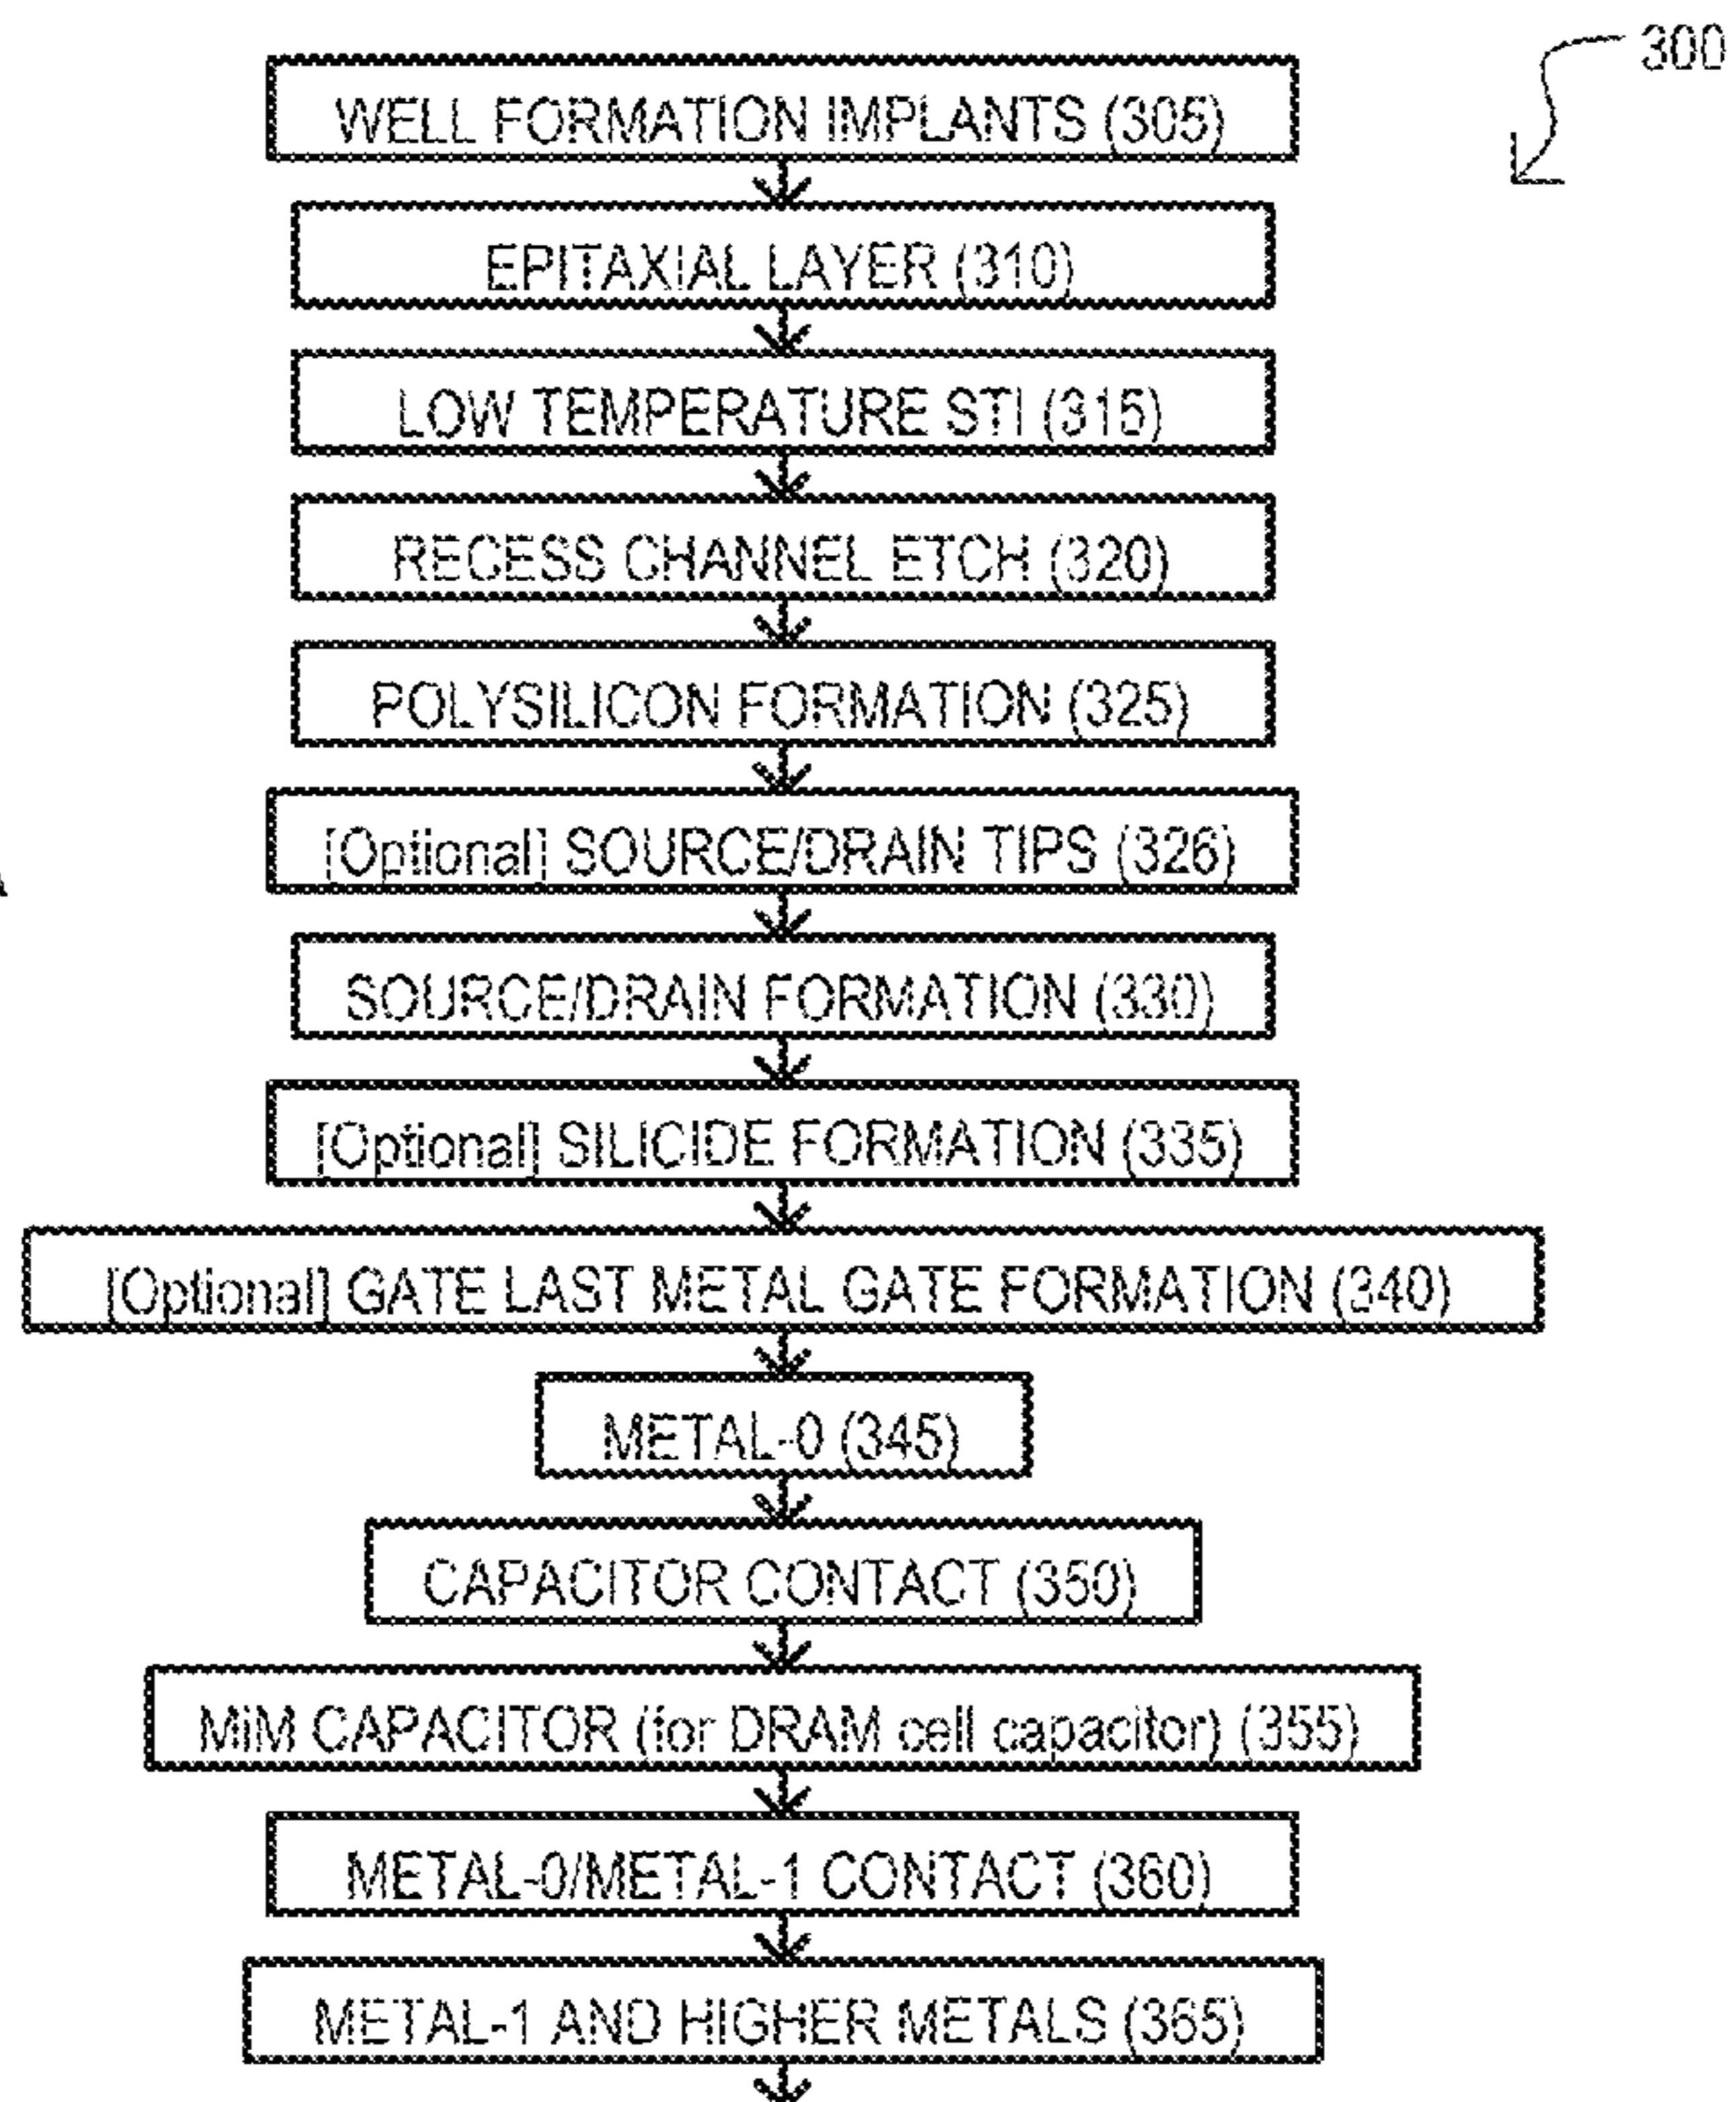 300
WELL FORMATION IMPLANTS (305)
EPITAXIAL LAYER (310)
LOW TEMPERATURE STI (315)
RECESS CHANNEL ETCH (320)
POLYSILICON FORMATION (325)
[Optional] SOURCE/DRAIN TIPS (326)
SOURCE/DRAIN FORMATION (330)
[Optional] SILICIDE FORMATION (335)
[Optional] GATE LAST METAL GATE FORMATION (340)
METAL-0 (345)
CAPACITOR CONTACT (350)
MiM CAPACITOR (for DRAM cell capacitor) (355)
METAL-0/METAL-1 CONTACT (360)
METAL-1 AND HIGHER METALS (365)